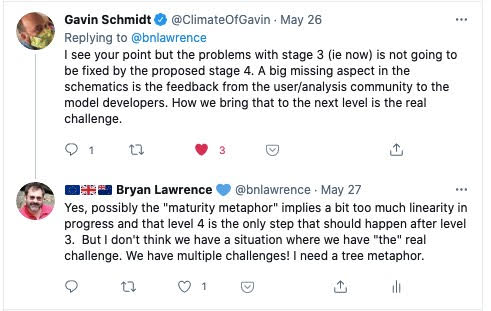 Gavin Schmidt @ClimateOfGavin · May 26
Replying to @bnlawrence
I see your point but the problems with stage 3 (ie now) is not going
to be fixed by the proposed stage 4. A big missing aspect in the
schematics is the feedback from the user/analysis community to the
model developers. How we bring that to the next level is the real
challenge.
1 3
🇪🇺🇬🇧🇳🇿 Bryan Lawrence 💙 @bnlawrence · May 27
Yes, possibly the "maturity metaphor" implies a bit too much linearity in
progress and that level 4 is the only step that should happen after level
3. But I don't think we have a situation where we have "the" real
challenge. We have multiple challenges! I need a tree metaphor.
1